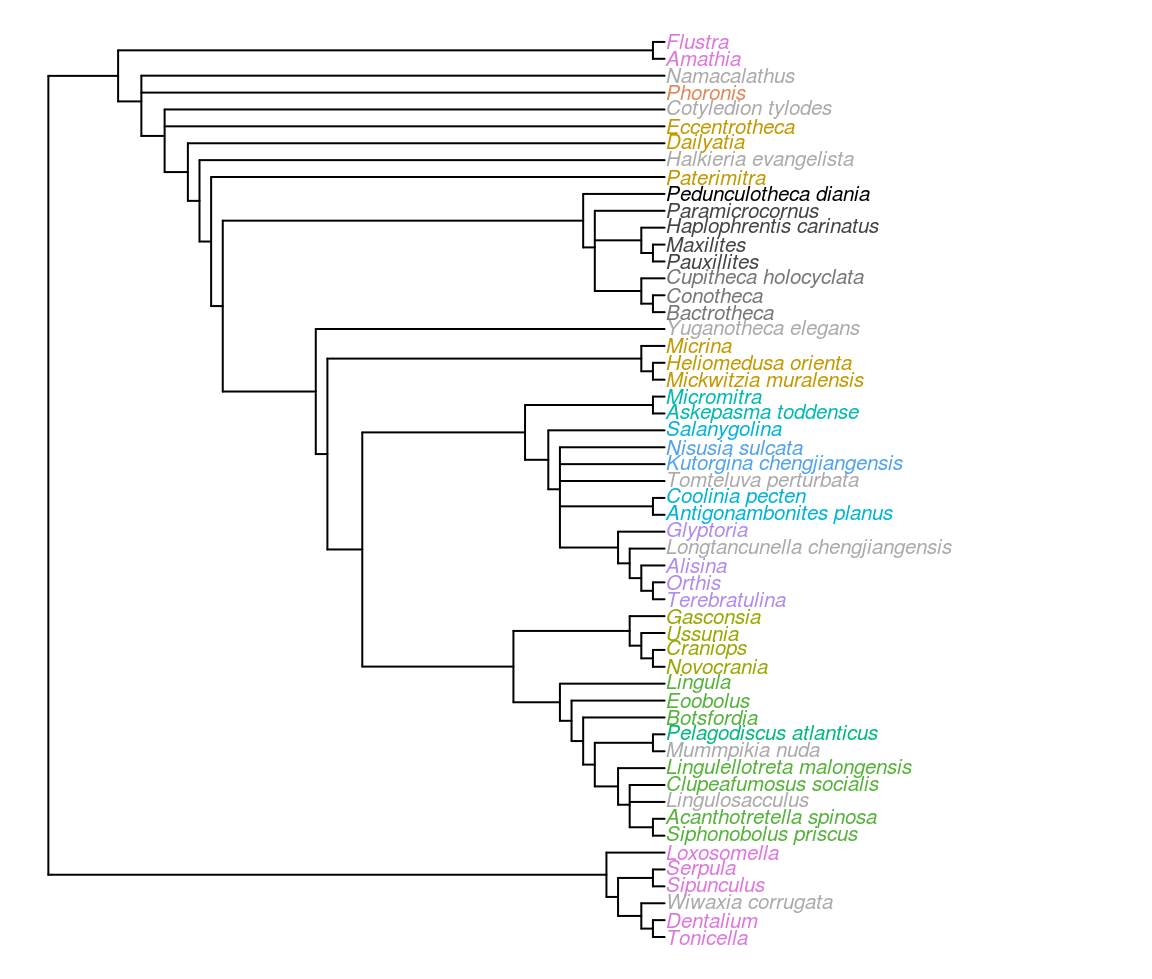 Flustra
Amathia
Namacalathus
Phoronis
Cotyledion tylodes
Eccentrotheca
Dailyatia
Halkieria evangelista
Paterimitra
Pedunculotheca diania
Paramicrocornus
Haplophrentis carinatus
Maxilites
Pauxillites
Cupitheca holocyclata
Conotheca
Bactrotheca
Yuganotheca elegans
Micrina
Heliomedusa orienta
Mickwitzia muralensis
Micromitra
Askepasma toddense
Salanygolina
Nisusia sulcata
Kutorgina chengjiangensis
Tomteluva perturbata
Coolinia pecten
Antigonambonites planus
Glyptoria
Longtancunella chengjiangensis
Alisina
Orthis
Terebratulina
Gasconsia
Ussunia
Craniops
Novocrania
Lingula
Eoobolus
Botsfordia
Pelagodiscus atlanticus
Mummpikia nuda
Lingulellotreta malongensis
Clupeafumosus socialis
Lingulosacculus
Acanthotretella spinosa
Siphonobolus priscus
Loxosomella
Serpula
Sipunculus
Wiwaxia corrugata
Dentalium
Tonicella